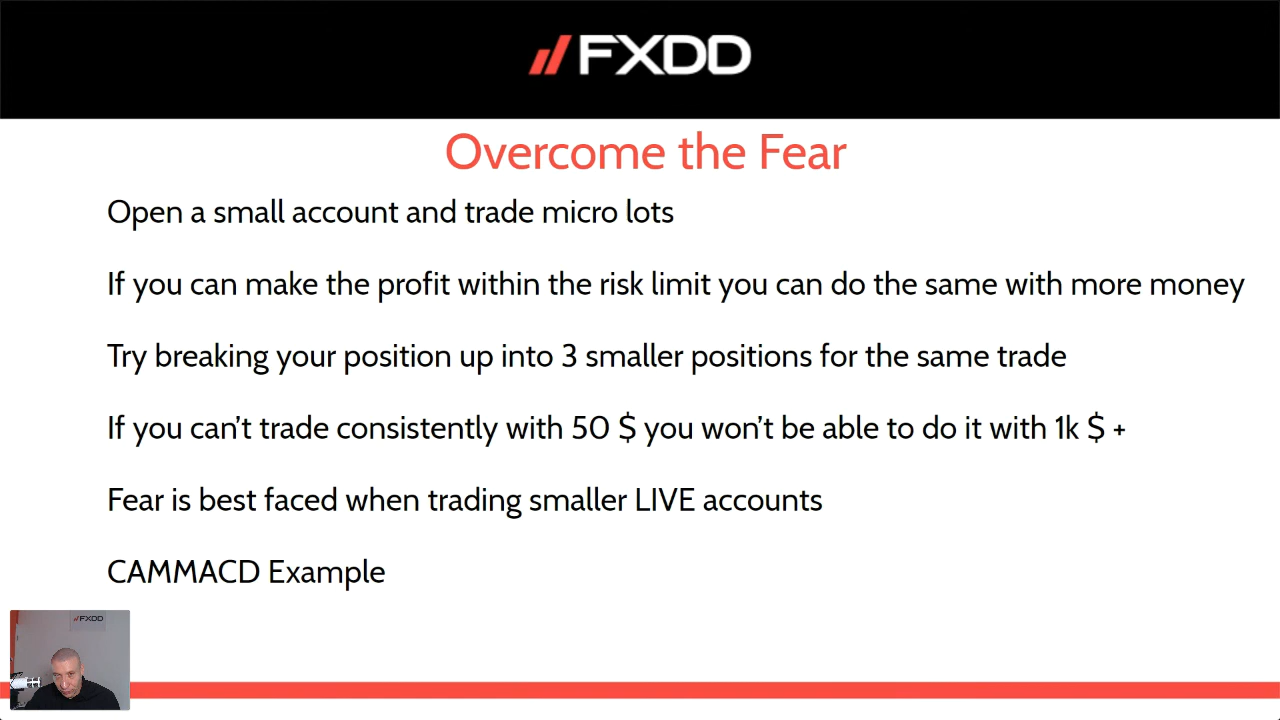 FXDD
Overcome the Fear
Open a small account and trade micro lots
If you can make the profit within the risk limit you can do the same with more money
Try breaking your position up into 3 smaller positions for the same trade
If you can't trade consistently with 50 $ you won't be able to do it with 1k $ +
Fear is best faced when trading smaller LIVE accounts
CAMMACD Example
FXDD